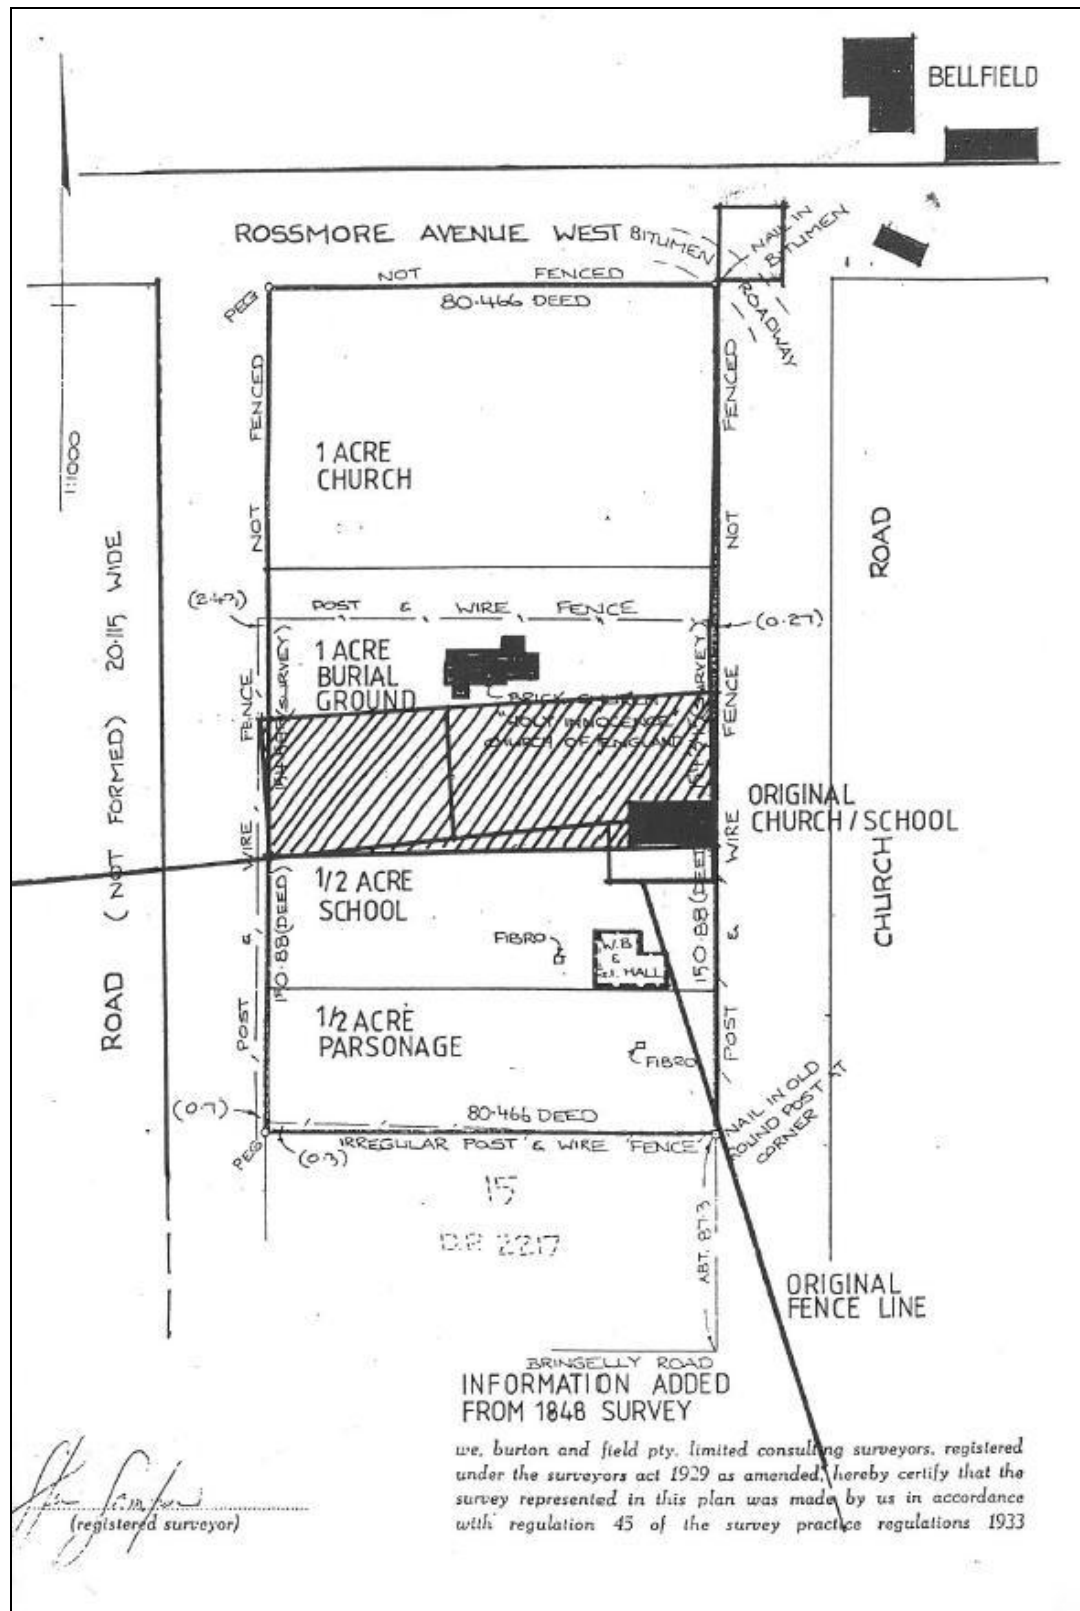 BELLFIELD
ROSSMORE AVENUE WEST
BITUMEN
NAIL IN
BITUMEN
ROADWAY
NOT FENCED
80.466 DEED
PEG
1:1000
NOT FENCED
NOT FENCED
1 ACRE
CHURCH
ROAD (NOT FORMED) 20.115 WIDE
CHURCH ROAD
(2.43)
POST & WIRE FENCE
(0.27)
1 ACRE
BURIAL
GROUND
(SURVEY)
SURVEY)
BRICK CHURCH
"HOLY INNOCENCE"
CHURCH OF ENGLAND
POST & WIRE FENCE
POST & WIRE FENCE
ORIGINAL
CHURCH / SCHOOL
150.88 (DEED)
150.88 (DEED)
1/2 ACRE
SCHOOL
FIBRO
W.B
&
HALL
1/2 ACRE
PARSONAGE
FIBRO
(0.7)
80.466 DEED
PEG
(0.3)
IRREGULAR POST & WIRE FENCE
NAIL IN OLD
ROUND POST AT
CORNER
15
D.P. 2217
ABT. 87.3
ORIGINAL
FENCE LINE
BRINGELLY ROAD
INFORMATION ADDED
FROM 1848 SURVEY
we, burton and field pty. limited consulting surveyors, registered
under the surveyors act 1929 as amended, hereby certify that the
survey represented in this plan was made by us in accordance
with regulation 45 of the survey practice regulations 1933
(registered surveyor)